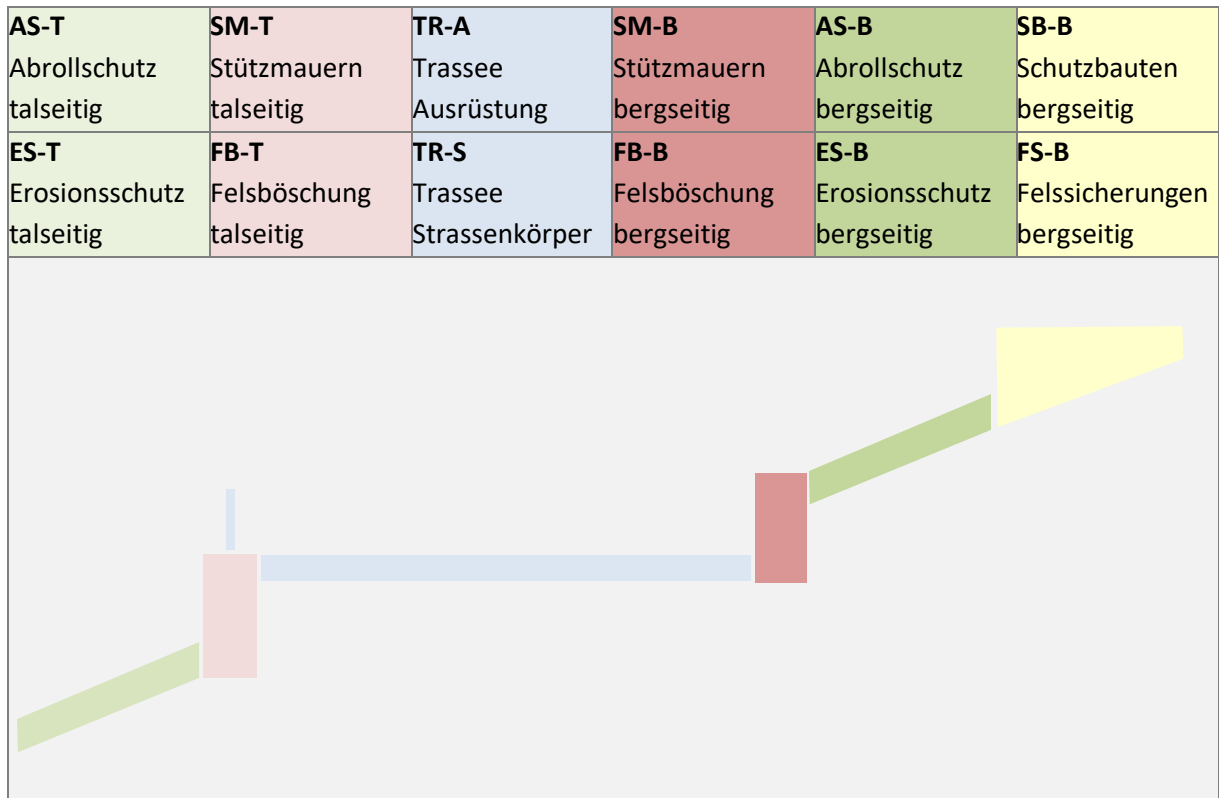 AS-T
Abrollschutz
talseitig
SM-T
Stützmauern
talseitig
TR-A
Trassee
Ausrüstung
SM-B
Stützmauern
bergseitig
AS-B
Abrollschutz
bergseitig
SB-B
Schutzbauten
bergseitig
ES-T
Erosionsschutz
talseitig
FB-T
Felsböschung
talseitig
TR-S
Trassee
Strassenkörper
FB-B
Felsböschung
bergseitig
ES-B
Erosionsschutz
bergseitig
FS-B
Felssicherungen
bergseitig